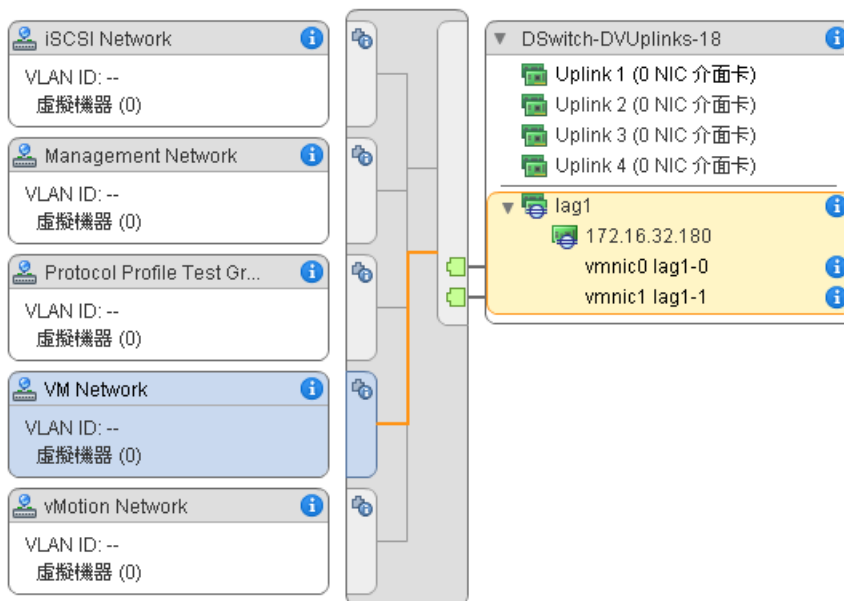 iSCSI Network
VLAN ID: --
虛擬機器 (0)
Management Network
VLAN ID: --
虛擬機器 (0)
Protocol Profile Test Gr...
VLAN ID: --
虛擬機器 (0)
VM Network
VLAN ID: --
虛擬機器 (0)
vMotion Network
VLAN ID: --
虛擬機器 (0)
DSwitch-DVUplinks-18
Uplink 1 (0 NIC 介面卡)
Uplink 2 (0 NIC 介面卡)
Uplink 3 (0 NIC 介面卡)
Uplink 4 (0 NIC 介面卡)
lag1
172.16.32.180
vmnic0 lag1-0
vmnic1 lag1-1